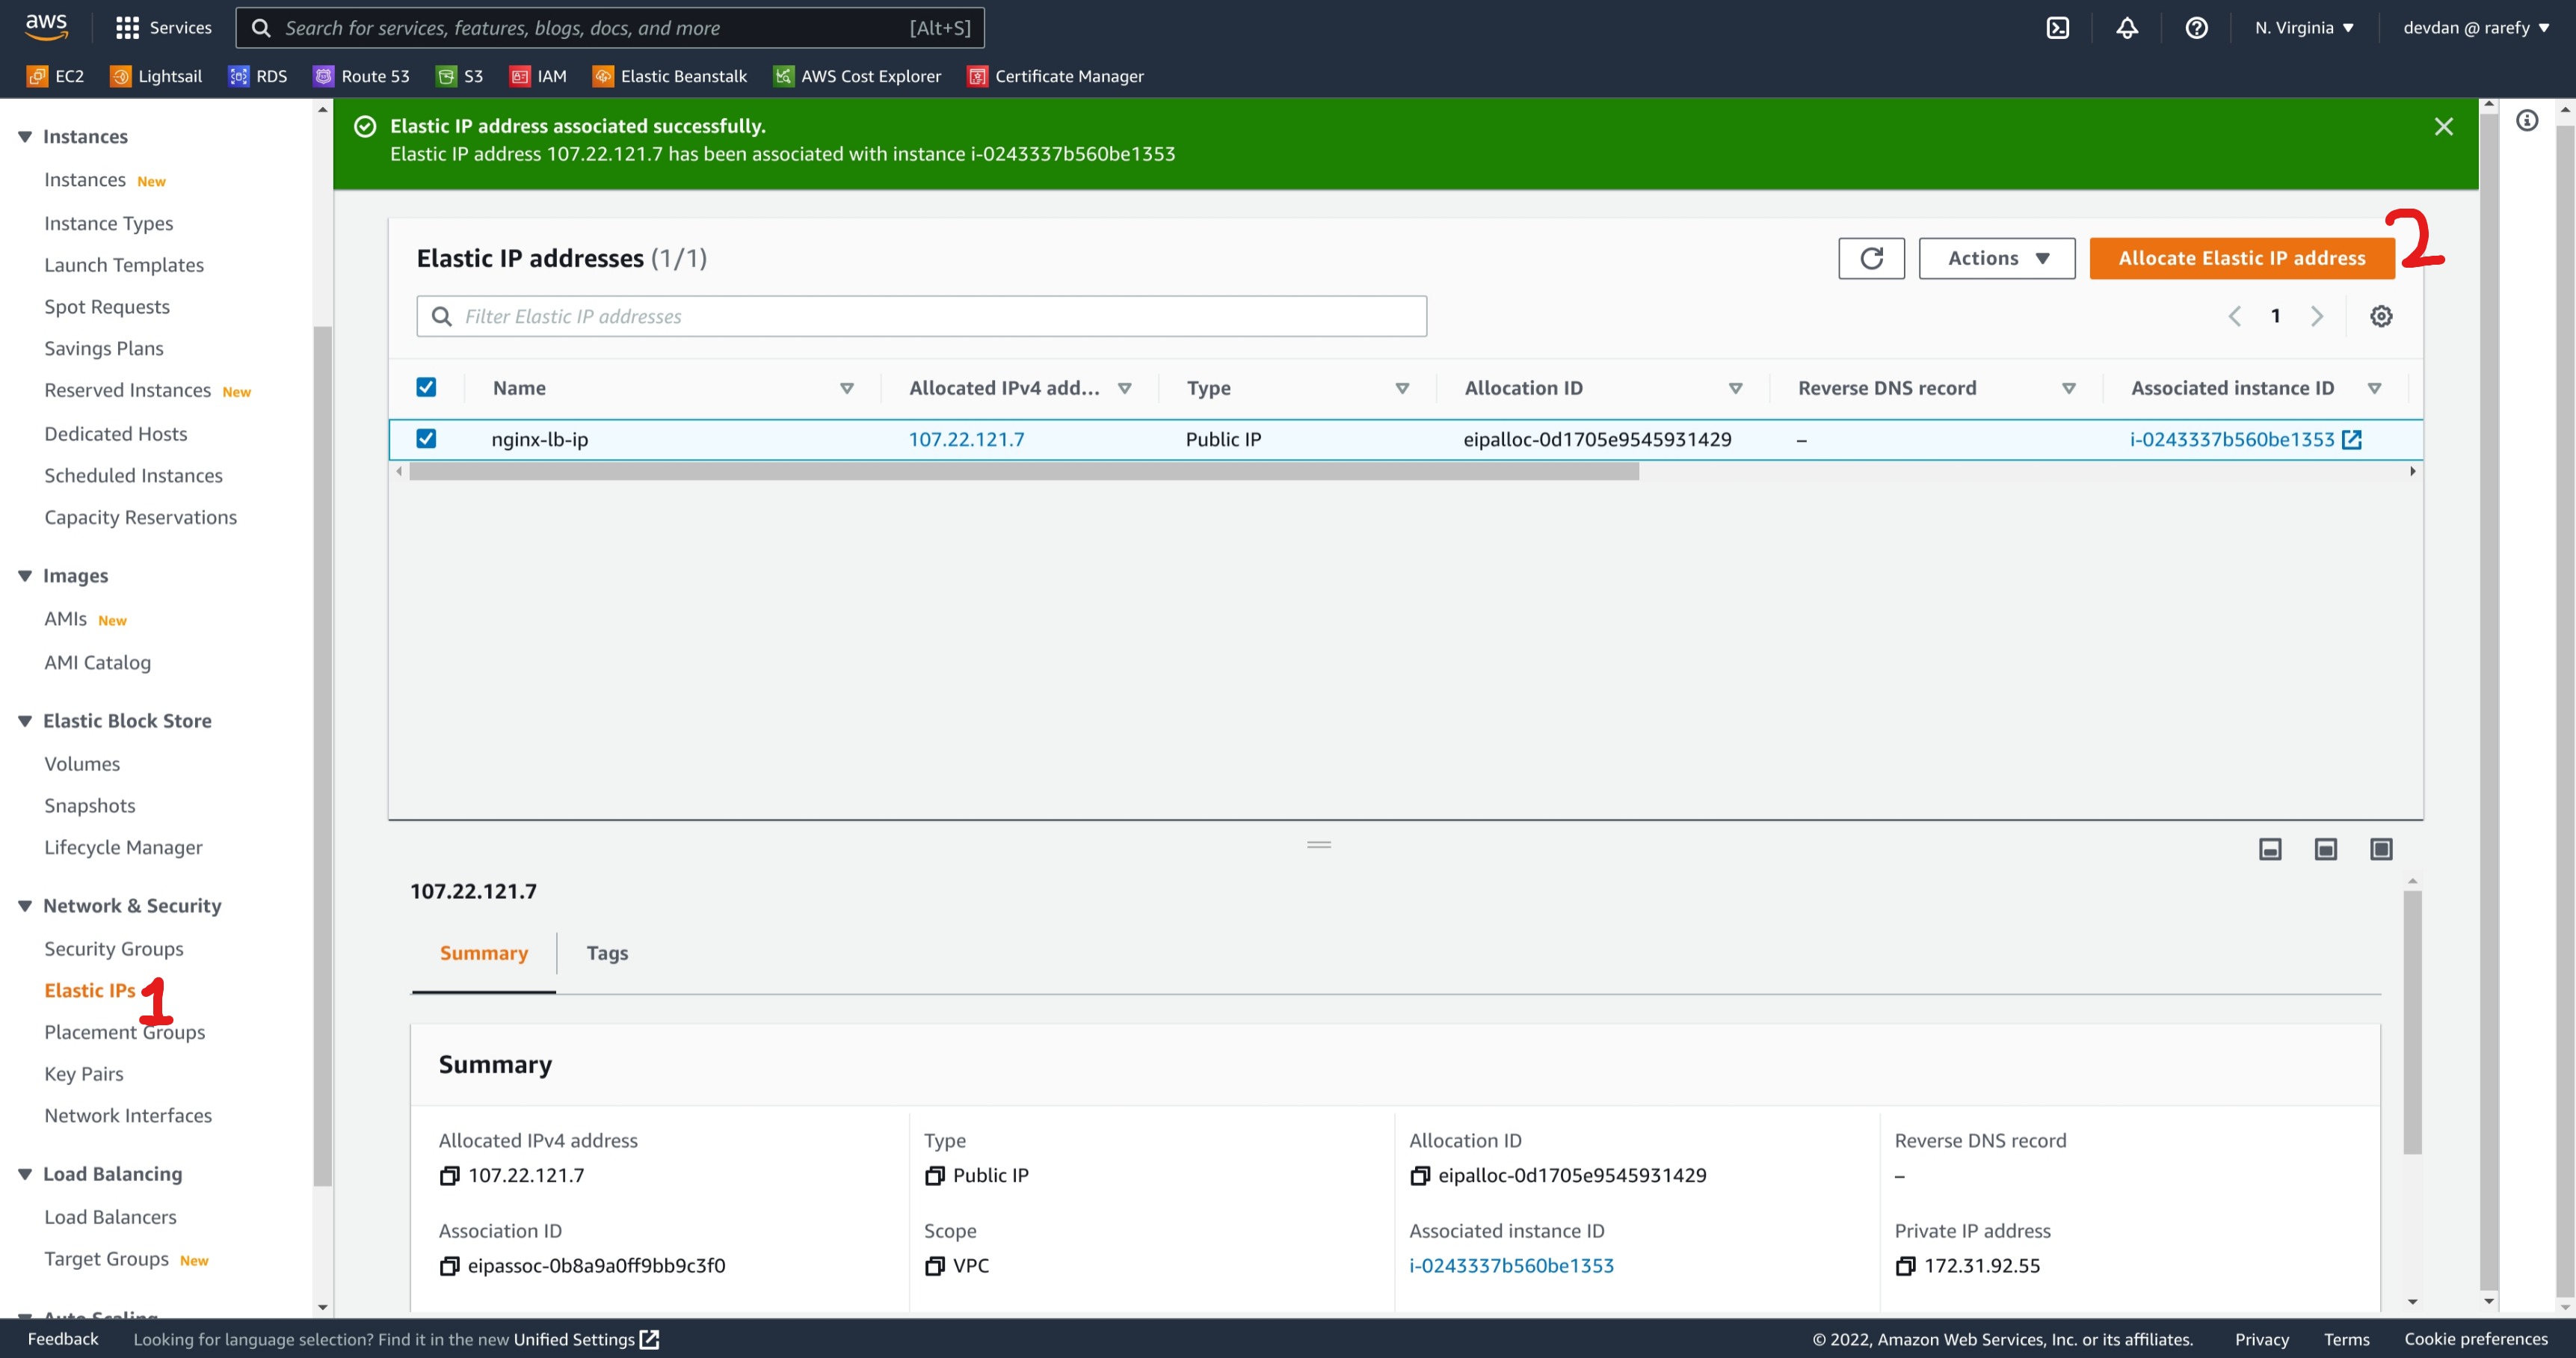 aws Services Search for services, features, blogs, docs, and more [Alt+S] N. Virginia devdan @ rarefy
EC2 Lightsail RDS Route 53 S3 IAM Elastic Beanstalk AWS Cost Explorer Certificate Manager
Instances
Instances New
Instance Types
Launch Templates
Spot Requests
Savings Plans
Reserved Instances New
Dedicated Hosts
Scheduled Instances
Capacity Reservations
Images
AMIs New
AMI Catalog
Elastic Block Store
Volumes
Snapshots
Lifecycle Manager
Network & Security
Security Groups
Elastic IPs 1
Placement Groups
Key Pairs
Network Interfaces
Load Balancing
Load Balancers
Target Groups New
Auto Scaling
Elastic IP address associated successfully.
Elastic IP address 107.22.121.7 has been associated with instance i-0243337b560be1353
Elastic IP addresses (1/1) Actions Allocate Elastic IP address 2
Filter Elastic IP addresses 1
Name Allocated IPv4 add... Type Allocation ID Reverse DNS record Associated instance ID
nginx-lb-ip 107.22.121.7 Public IP eipalloc-0d1705e9545931429 – i-0243337b560be1353
107.22.121.7
Summary Tags
Summary
Allocated IPv4 address Type Allocation ID Reverse DNS record
107.22.121.7 Public IP eipalloc-0d1705e9545931429 –
Association ID Scope Associated instance ID Private IP address
eipassoc-0b8a9a0ff9bb9c3f0 VPC i-0243337b560be1353 172.31.92.55
Feedback Looking for language selection? Find it in the new Unified Settings © 2022, Amazon Web Services, Inc. or its affiliates. Privacy Terms Cookie preferences